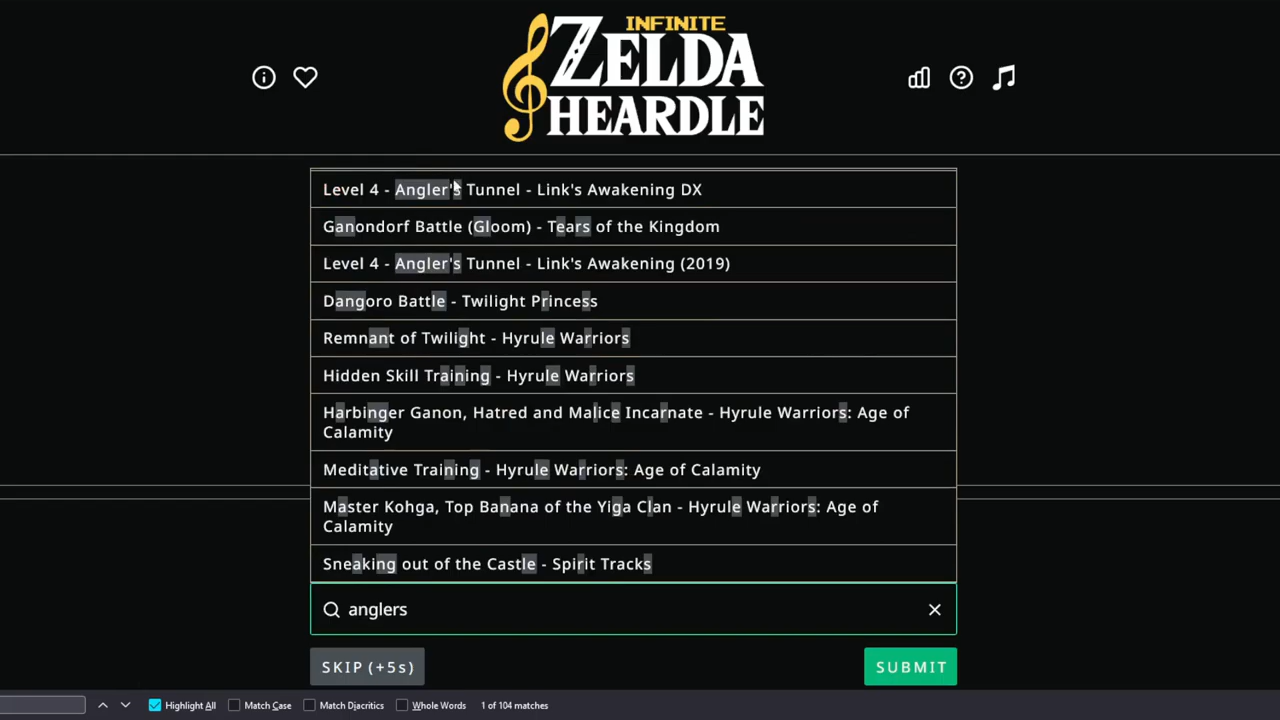 INFINITE
ZELDA
HEARDLE
Level 4 - Angler's Tunnel - Link's Awakening DX
Ganondorf Battle (Gloom) - Tears of the Kingdom
Level 4 - Angler's Tunnel - Link's Awakening (2019)
Dangoro Battle - Twilight Princess
Remnant of Twilight - Hyrule Warriors
Hidden Skill Training - Hyrule Warriors
Harbinger Ganon, Hatred and Malice Incarnate - Hyrule Warriors: Age of
Calamity
Meditative Training - Hyrule Warriors: Age of Calamity
Master Kohga, Top Banana of the Yiga Clan - Hyrule Warriors: Age of
Calamity
Sneaking out of the Castle - Spirit Tracks
anglers
SKIP (+5s)
SUBMIT
Highlight All
Match Case
Match Diacritics
Whole Words
1 of 104 matches